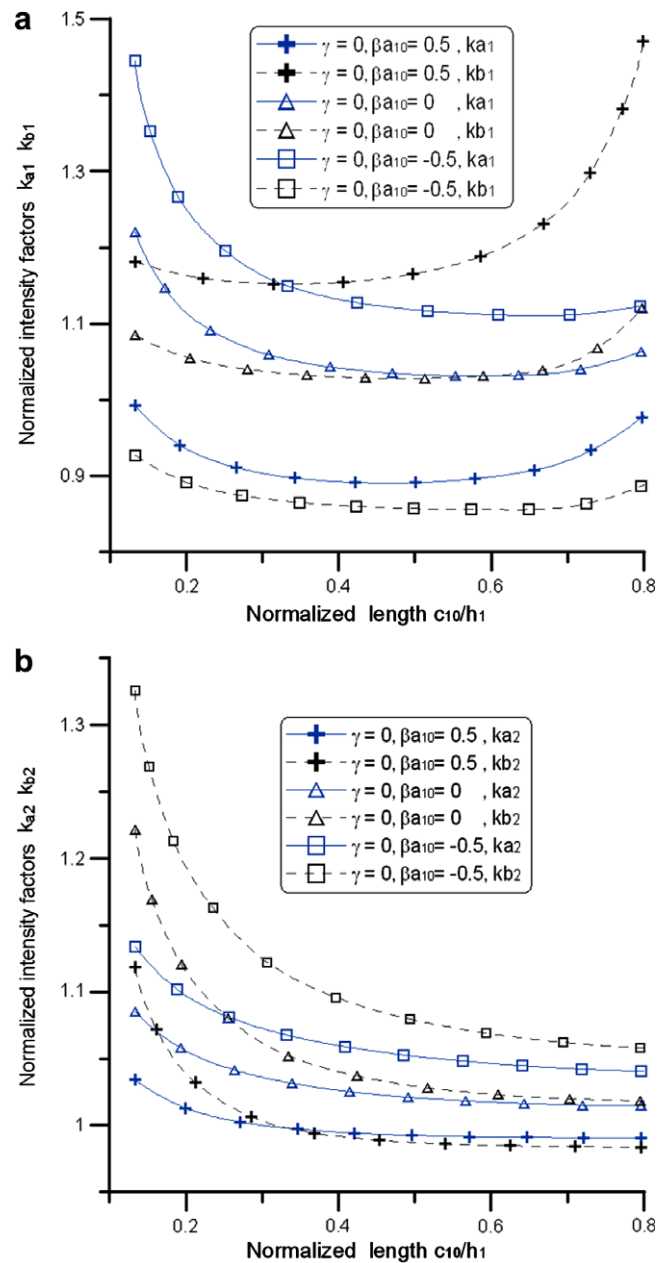 a
1.5
1.3
1.1
0.9
Normalized intensity factors ka1 kb1
γ = 0, βa10= 0.5 , ka1
γ = 0, βa10= 0.5 , kb1
γ = 0, βa10= 0 , ka1
γ = 0, βa10= 0 , kb1
γ = 0, βa10= -0.5, ka1
γ = 0, βa10= -0.5, kb1
0.2 0.4 0.6 0.8
Normalized length c10/h1
b
1.3
1.2
1.1
1
Normalized intensity factors ka2 kb2
γ = 0, βa10= 0.5 , ka2
γ = 0, βa10= 0.5 , kb2
γ = 0, βa10= 0 , ka2
γ = 0, βa10= 0 , kb2
γ = 0, βa10= -0.5, ka2
γ = 0, βa10= -0.5, kb2
0.2 0.4 0.6 0.8
Normalized length c10/h1